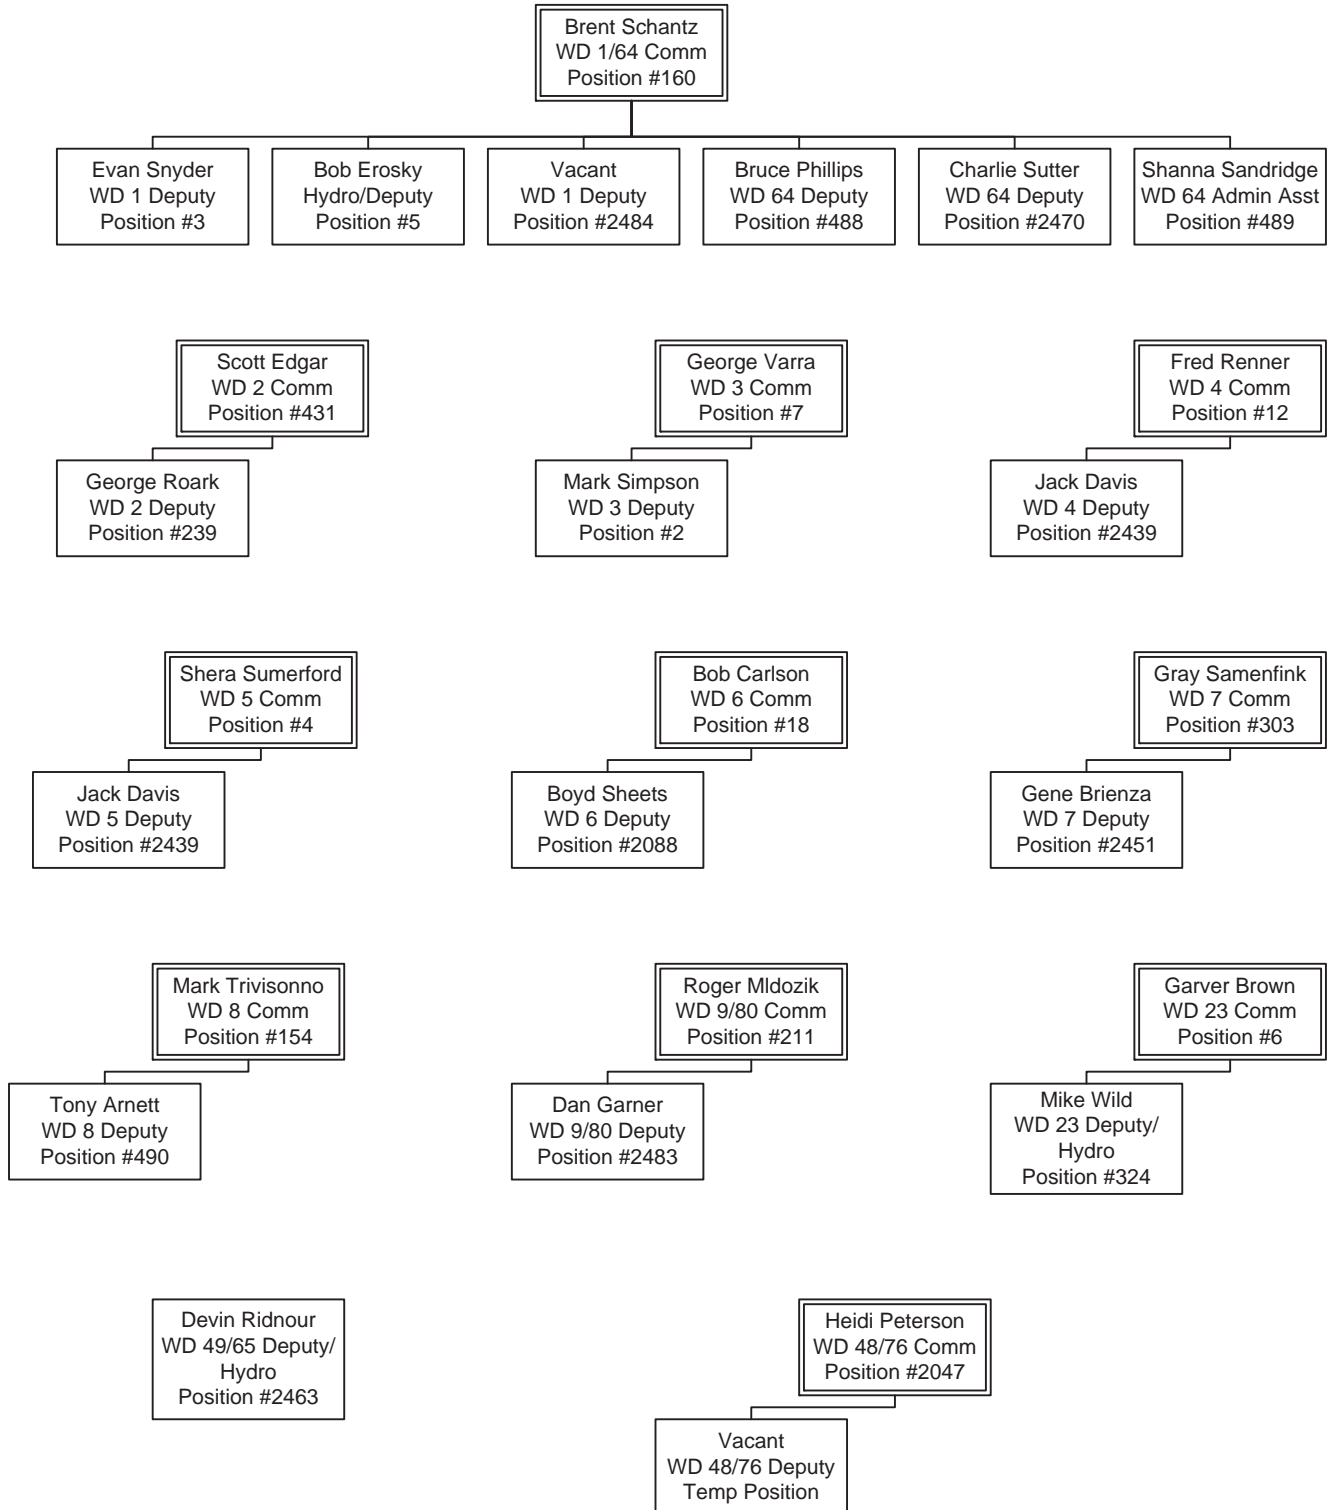 Brent Schantz
WD 1/64 Comm
Position #160
Evan Snyder
WD 1 Deputy
Position #3
Bob Erosky
Hydro/Deputy
Position #5
Vacant
WD 1 Deputy
Position #2484
Bruce Phillips
WD 64 Deputy
Position #488
Charlie Sutter
WD 64 Deputy
Position #2470
Shanna Sandridge
WD 64 Admin Asst
Position #489
Scott Edgar
WD 2 Comm
Position #431
George Roark
WD 2 Deputy
Position #239
George Varra
WD 3 Comm
Position #7
Mark Simpson
WD 3 Deputy
Position #2
Fred Renner
WD 4 Comm
Position #12
Jack Davis
WD 4 Deputy
Position #2439
Shera Sumerford
WD 5 Comm
Position #4
Jack Davis
WD 5 Deputy
Position #2439
Bob Carlson
WD 6 Comm
Position #18
Boyd Sheets
WD 6 Deputy
Position #2088
Gray Samenfink
WD 7 Comm
Position #303
Gene Brienza
WD 7 Deputy
Position #2451
Mark Trivisonno
WD 8 Comm
Position #154
Tony Arnett
WD 8 Deputy
Position #490
Roger Mldozik
WD 9/80 Comm
Position #211
Dan Garner
WD 9/80 Deputy
Position #2483
Garver Brown
WD 23 Comm
Position #6
Mike Wild
WD 23 Deputy/
Hydro
Position #324
Devin Ridnour
WD 49/65 Deputy/
Hydro
Position #2463
Heidi Peterson
WD 48/76 Comm
Position #2047
Vacant
WD 48/76 Deputy
Temp Position